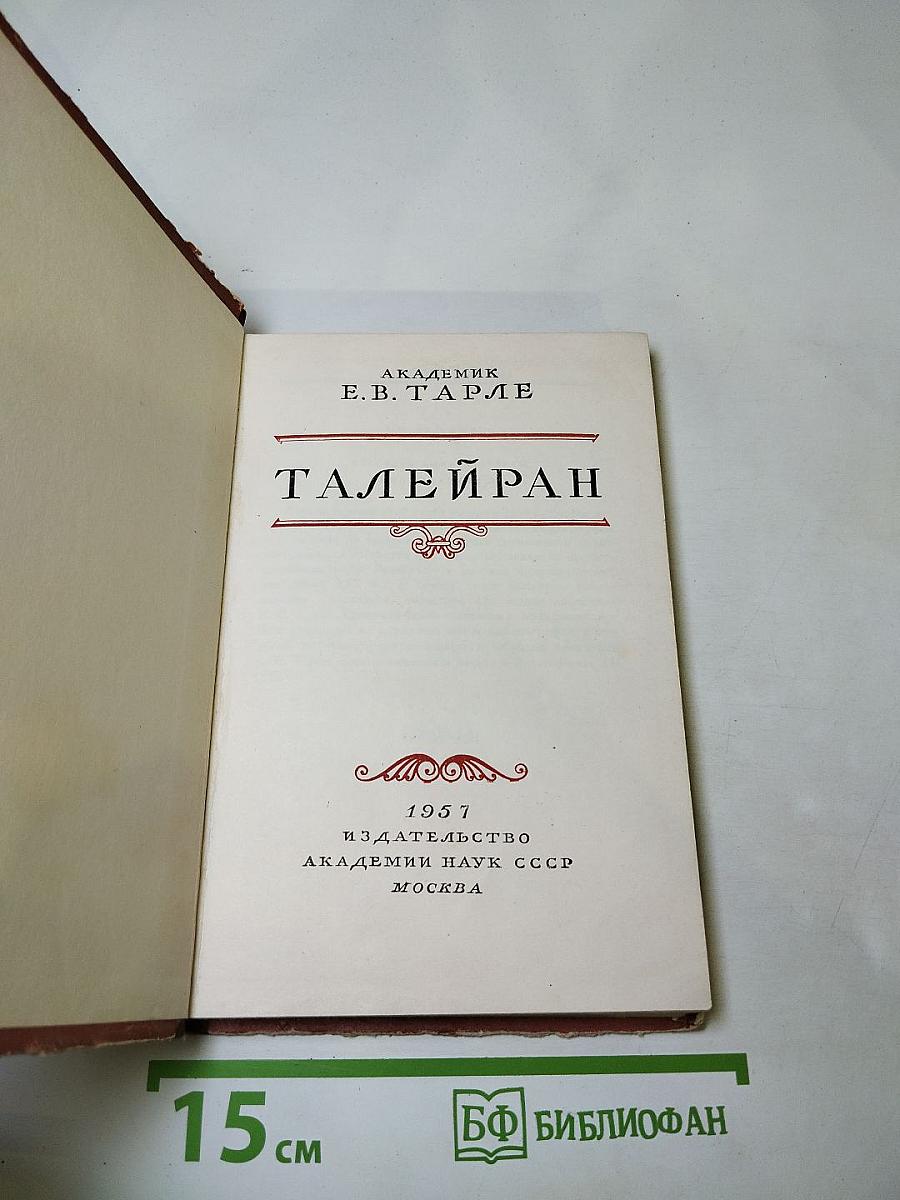 АКАДЕМИК
Е.В.ТАРЛЕ
ТАЛЕЙРАН
1957
ИЗДАТЕЛЬСТВО
АКАДЕМИИ НАУК СССР
МОСКВА
15 см
БФ БИБЛИОФАН